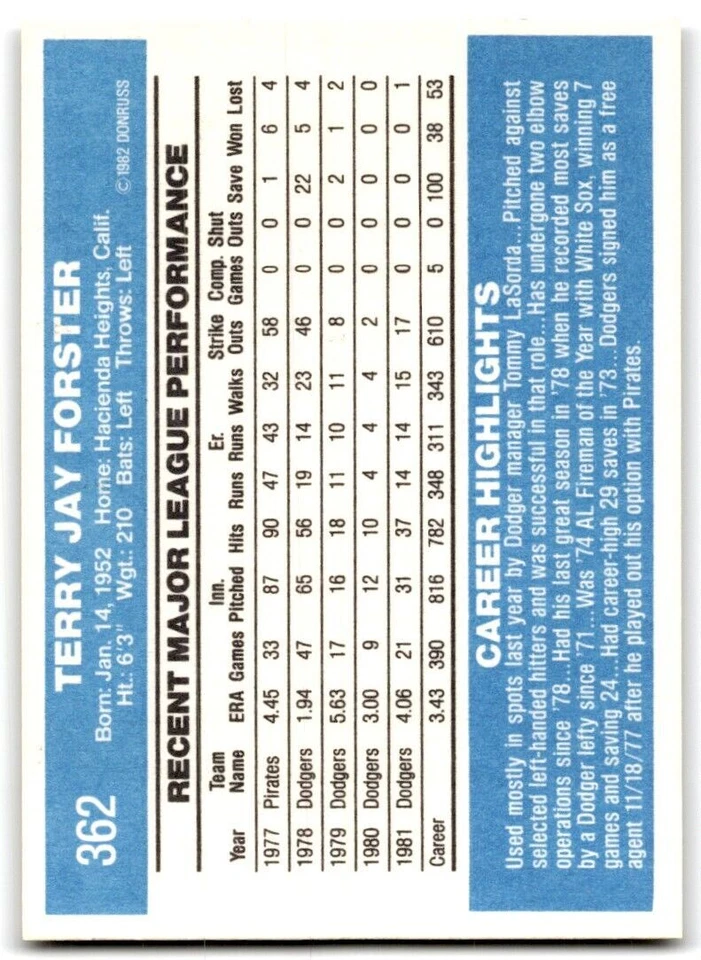 362
TERRY JAY FORSTER
Born: Jan. 14, 1952 Home: Hacienda Heights, Calif.
Ht.: 6'3" Wgt.: 210 Bats: Left Throws: Left ©1982 DONRUSS
RECENT MAJOR LEAGUE PERFORMANCE
Team Inn. Er. Strike Comp. Shut
Year Name ERA Games Pitched Hits Runs Runs Walks Outs Games Outs Save Won Lost
1977 Pirates 4.45 33 87 90 47 43 32 58 0 0 1 6 4
1978 Dodgers 1.94 47 65 56 19 14 23 46 0 0 22 5 4
1979 Dodgers 5.63 17 16 18 11 10 11 8 0 0 2 1 2
1980 Dodgers 3.00 9 12 10 4 4 4 2 0 0 0 0 0
1981 Dodgers 4.06 21 31 37 14 14 15 17 0 0 0 0 1
Career 3.43 390 816 782 348 311 343 610 5 0 100 38 53
CAREER HIGHLIGHTS
Used mostly in spots last year by Dodger manager Tommy LaSorda...Pitched against
selected left-handed hitters and was successful in that role...Has undergone two elbow
operations since '78...Had his last great season in '78 when he recorded most saves
by a Dodger lefty since '71...Was '74 AL Fireman of the Year with White Sox, winning 7
games and saving 24...Had career-high 29 saves in '73...Dodgers signed him as a free
agent 11/18/77 after he played out his option with Pirates.